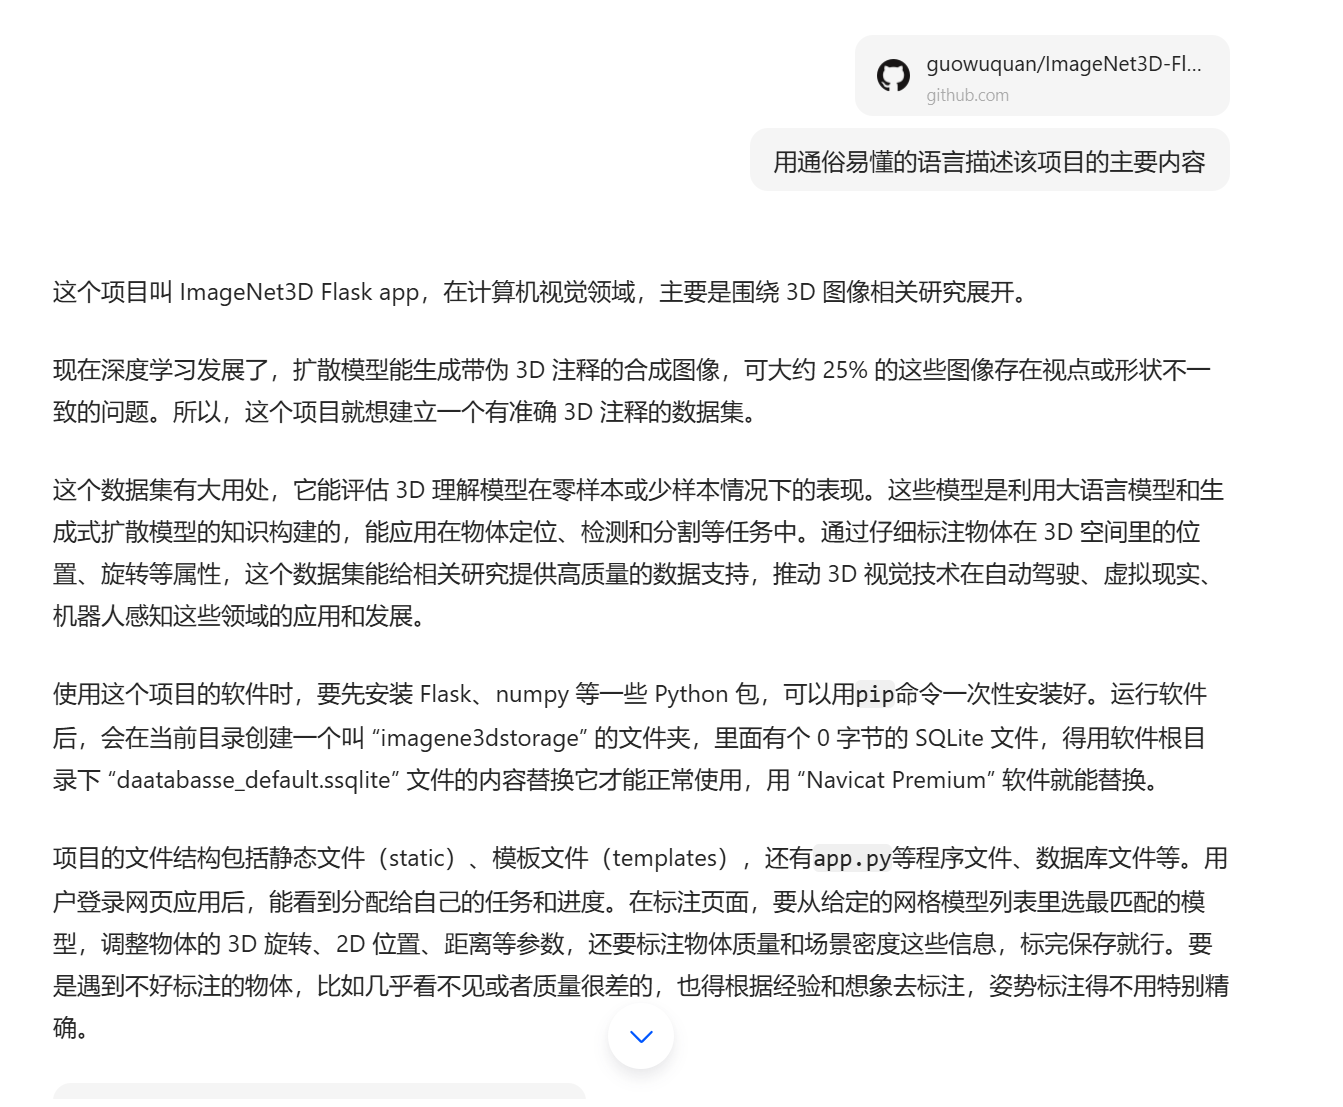 guowuquan/ImageNet3D-Fl...
github.com
用通俗易懂的语言描述该项目的主要内容
这个项目叫 ImageNet3D Flask app，在计算机视觉领域，主要是围绕 3D 图像相关研究展开。
现在深度学习发展了，扩散模型能生成带伪 3D 注释的合成图像，可大约 25% 的这些图像存在视点或形状不一
致的问题。所以，这个项目就想建立一个有准确 3D 注释的数据集。
这个数据集有大用处，它能评估 3D 理解模型在零样本或少样本情况下的表现。这些模型是利用大语言模型和生
成式扩散模型的知识构建的，能应用在物体定位、检测和分割等任务中。通过仔细标注物体在 3D 空间里的位
置、旋转等属性，这个数据集能给相关研究提供高质量的数据支持，推动 3D 视觉技术在自动驾驶、虚拟现实、
机器人感知这些领域的应用和发展。
使用这个项目的软件时，要先安装 Flask、numpy 等一些 Python 包，可以用pip命令一次性安装好。运行软件
后，会在当前目录创建一个叫 “imagene3dstorage” 的文件夹，里面有个 0 字节的 SQLite 文件，得用软件根目
录下 “daatabasse_default.ssqlite” 文件的内容替换它才能正常使用，用 “Navicat Premium” 软件就能替换。
项目的文件结构包括静态文件（static）、模板文件（templates），还有app.py等程序文件、数据库文件等。用
户登录网页应用后，能看到分配给自己的任务和进度。在标注页面，要从给定的网格模型列表里选最匹配的模
型，调整物体的 3D 旋转、2D 位置、距离等参数，还要标注物体质量和场景密度这些信息，标完保存就行。要
是遇到不好标注的物体，比如几乎看不见或者质量很差的，也得根据经验和想象去标注，姿势标注得不用特别精
确。